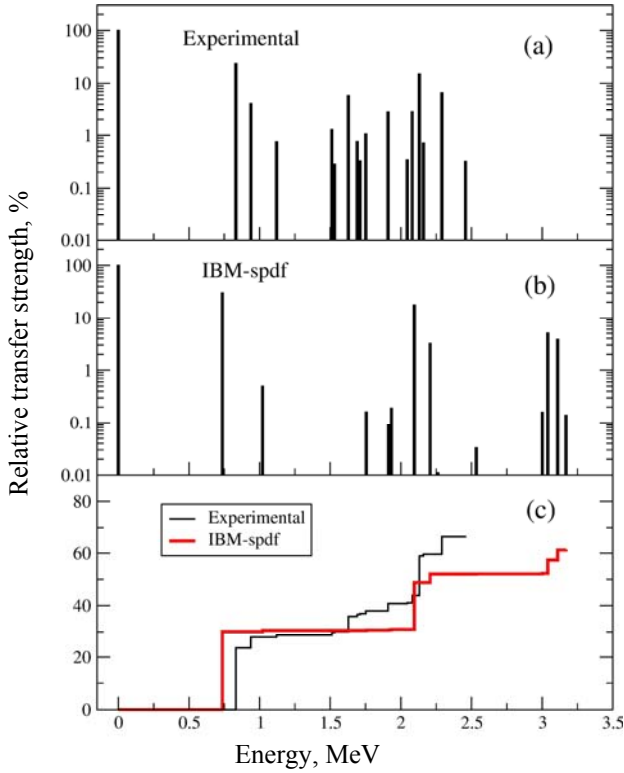 Relative transfer strength, %
Experimental
(a)
100
10
1
0.1
0.01
IBM-spdf
(b)
100
10
1
0.1
0.01
(c)
Experimental
IBM-spdf
80
60
40
20
0
0 0.5 1 1.5 2 2.5 3 3.5
Energy, MeV